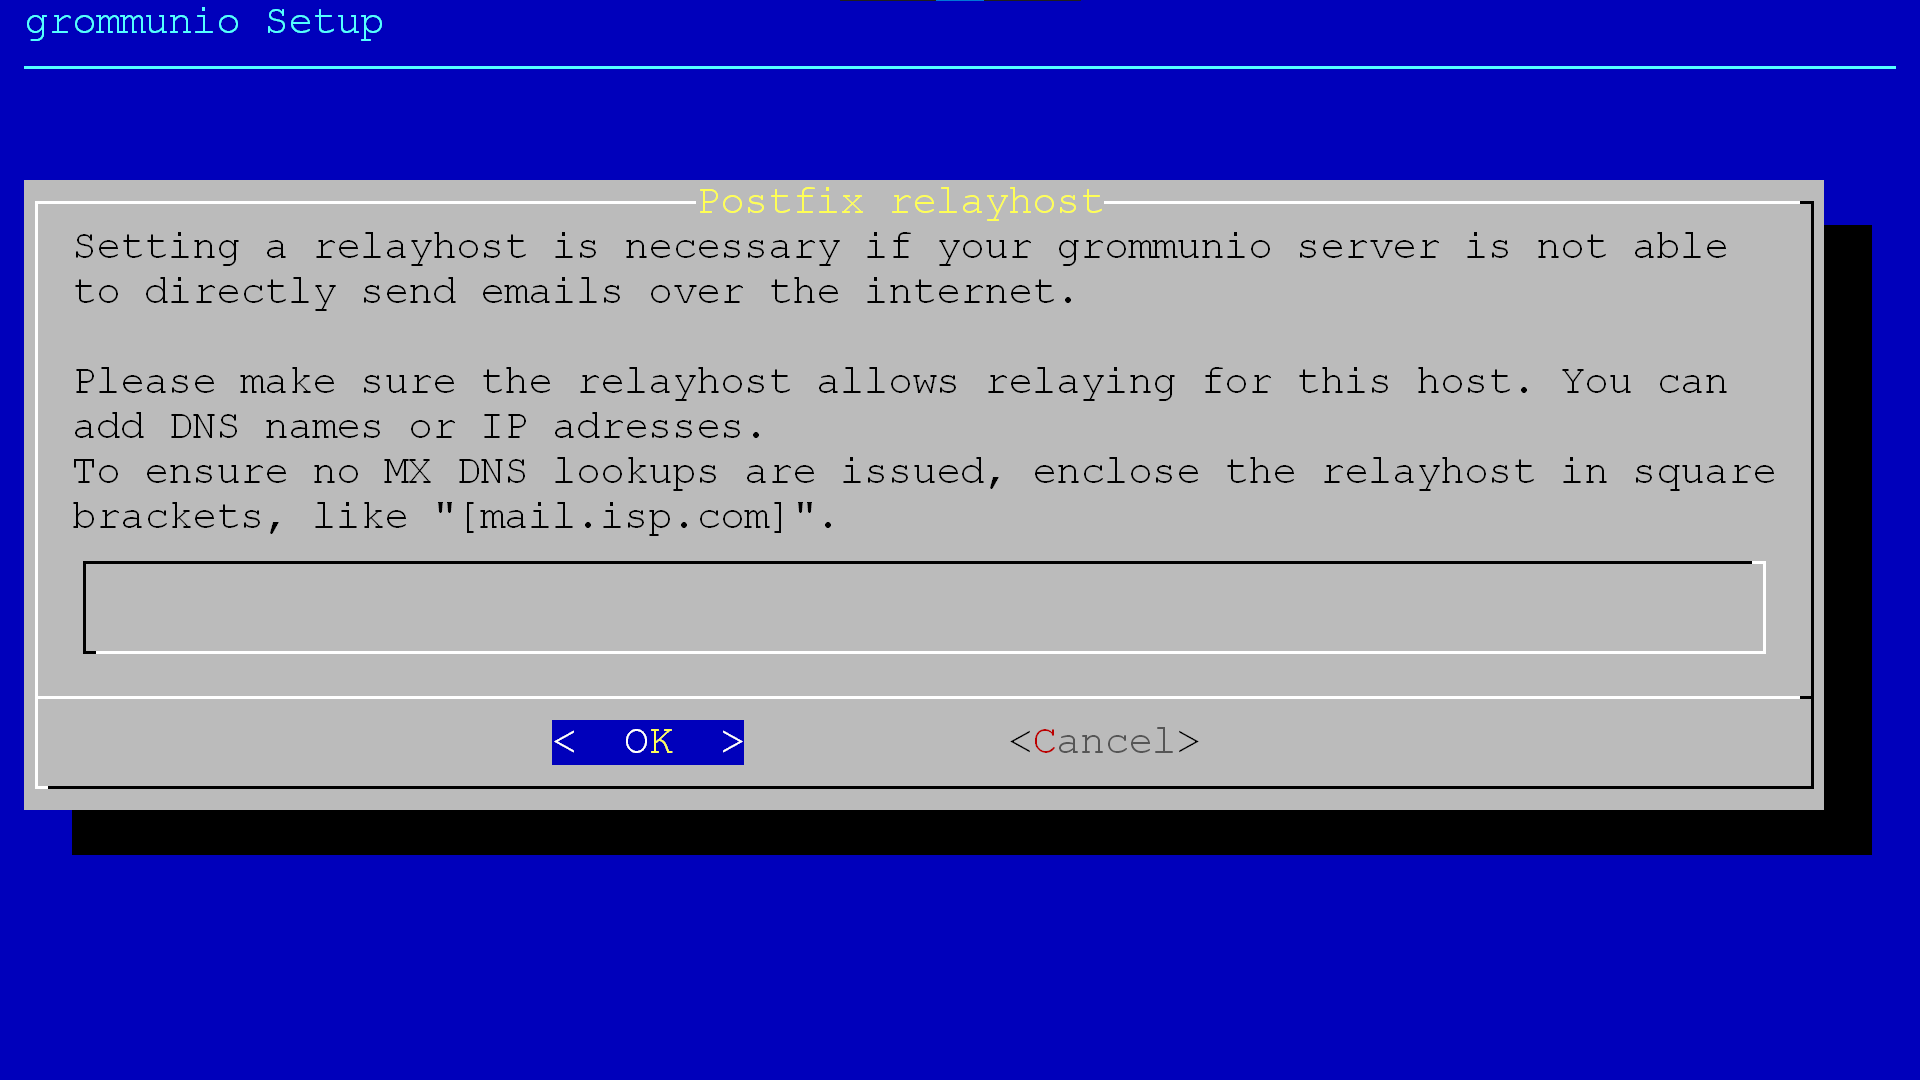 grommunio Setup
Postfix relayhost
Setting a relayhost is necessary if your grommunio server is not able
to directly send emails over the internet.
Please make sure the relayhost allows relaying for this host. You can
add DNS names or IP adresses.
To ensure no MX DNS lookups are issued, enclose the relayhost in square
brackets, like "[mail.isp.com]".
<  OK  > <Cancel>